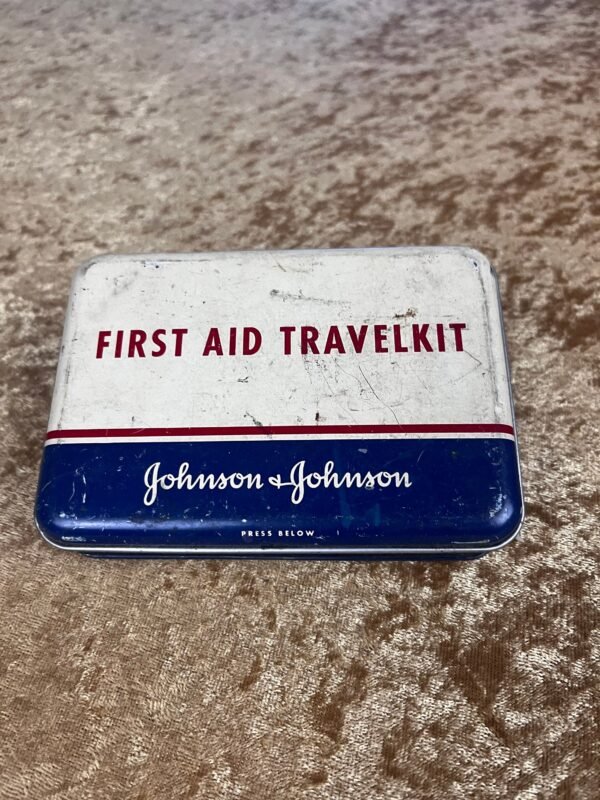 FIRST AID TRAVELKIT
Johnson & Johnson
PRESS BELOW